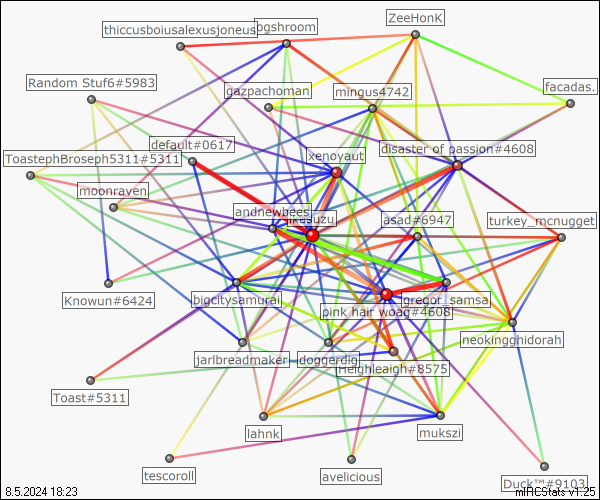 ZeeHonK
thiccusboiusalexusjoneus
ogshroom
Random Stuf6#5983
gazpachoman
mingus4742
facadas.
default#0617
disaster of passion#4608
ToastephBroseph5311#5311
xenoyaut
moonraven
andnewbees
asad#6947
turkey_mcnugget
Knowun#6424
bigcitysamurai
gregor_samsa
pink hair woag#4608
neokingghidorah
jarlbreadmaker
doggerdig
Heighleaigh#8575
Toast#5311
lahnk
mukszi
tescoroll
avelicious
Duck™#9103
8.5.2024 18:23
mIRCStats v1.25